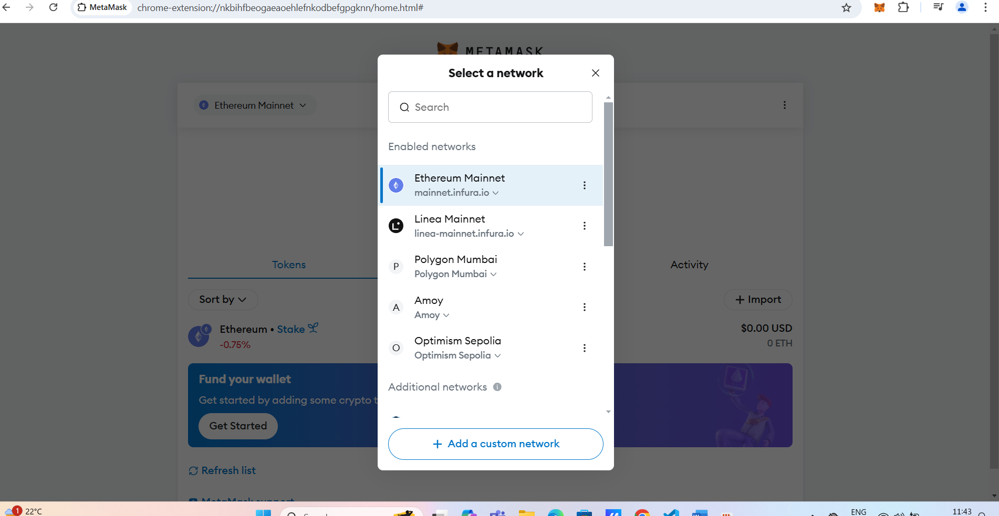 MetaMask
chrome-extension://nkbihfbeogaeaoehlefnkodbefgpgknn/home.html#
METAMASK
Select a network
Search
Ethereum Mainnet
Enabled networks
Ethereum Mainnet
mainnet.infura.io
L
Linea Mainnet
linea-mainnet.infura.io
P
Polygon Mumbai
Polygon Mumbai
Tokens
Activity
A
Amoy
Amoy
Sort by
+ Import
Ethereum • Stake
-0.75%
$0.00 USD
0 ETH
O
Optimism Sepolia
Optimism Sepolia
Fund your wallet
Get started by adding some crypto t
Get Started
Additional networks
+ Add a custom network
Refresh list
MetaMask support
1
22°C
ENG
11:43